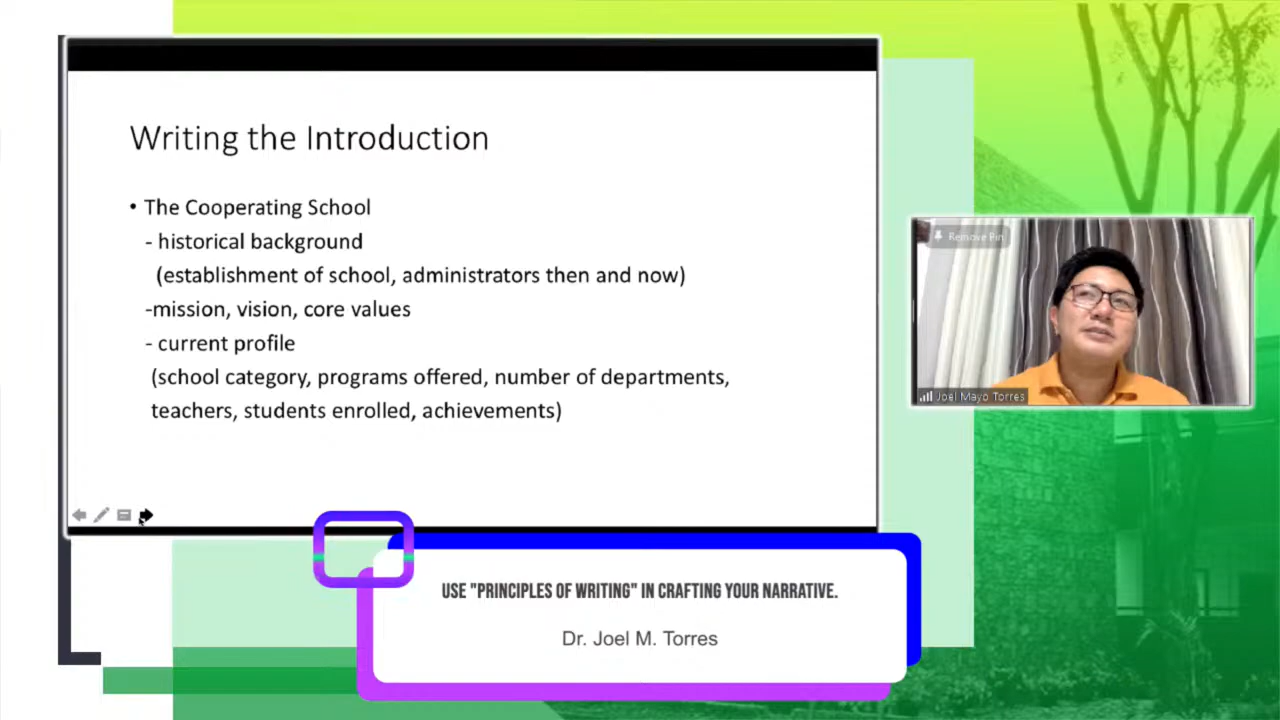 Writing the Introduction
• The Cooperating School
- historical background
(establishment of school, administrators then and now)
-mission, vision, core values
- current profile
(school category, programs offered, number of departments,
teachers, students enrolled, achievements)
Remove Pin
Joel Mayo Torres
USE "PRINCIPLES OF WRITING" IN CRAFTING YOUR NARRATIVE.
Dr. Joel M. Torres